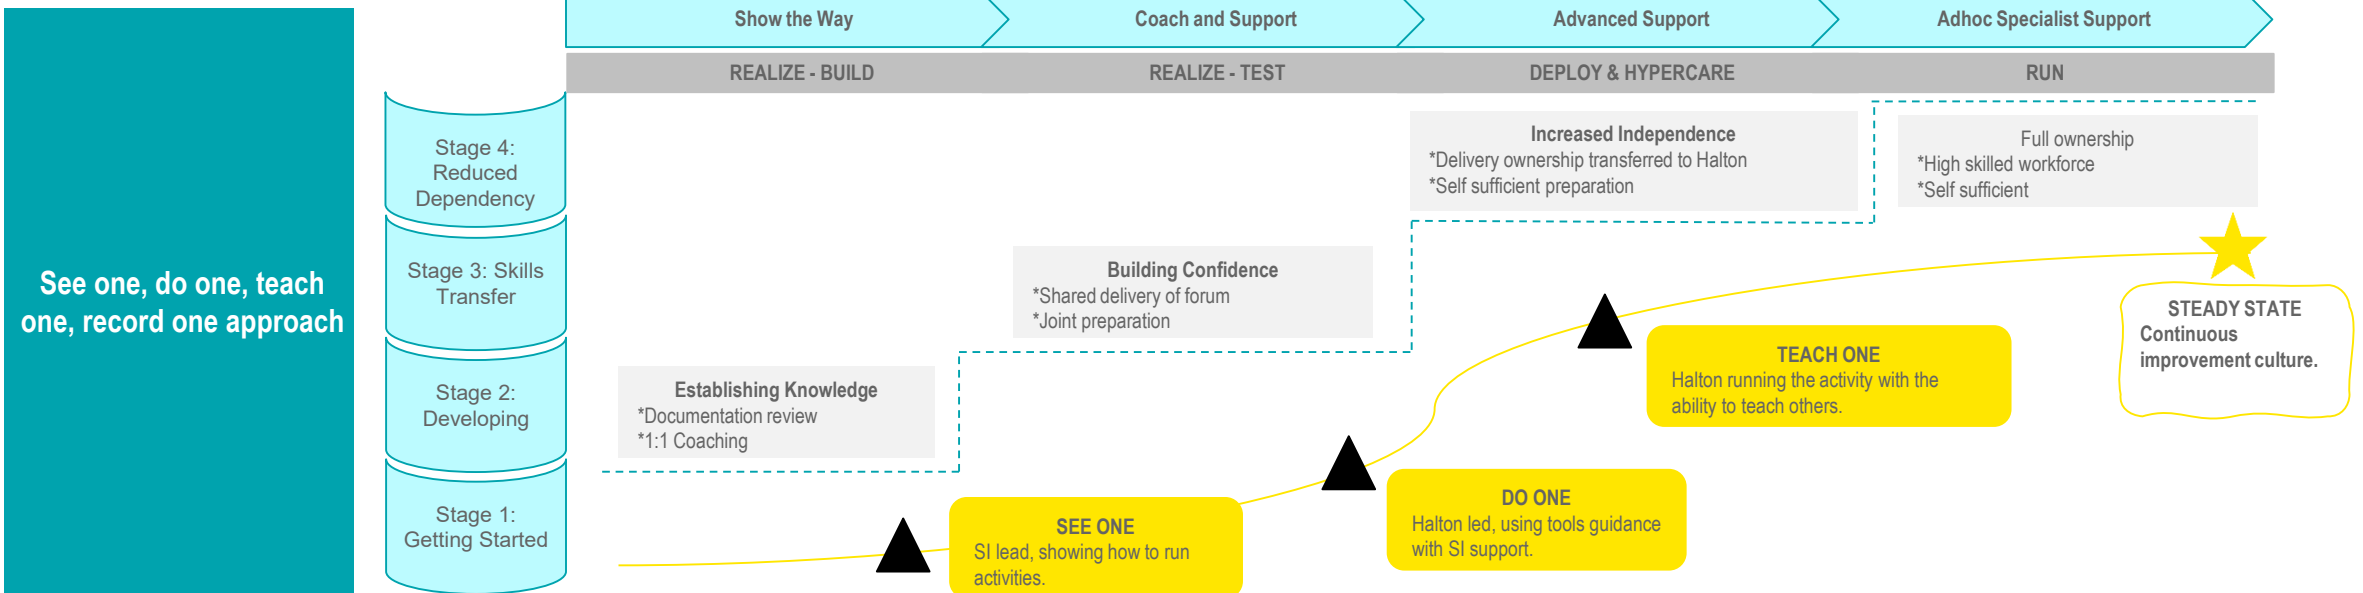 Show the Way
Coach and Support
Advanced Support
Adhoc Specialist Support
REALIZE - BUILD
REALIZE - TEST
DEPLOY & HYPERCARE
RUN
See one, do one, teach
one, record one approach
Stage 4:
Reduced
Dependency
Stage 3: Skills
Transfer
Stage 2:
Developing
Stage 1:
Getting Started
Establishing Knowledge
*Documentation review
*1:1 Coaching
Building Confidence
*Shared delivery of forum
*Joint preparation
Increased Independence
*Delivery ownership transferred to Halton
*Self sufficient preparation
Full ownership
*High skilled workforce
*Self sufficient
SEE ONE
SI lead, showing how to run
activities.
DO ONE
Halton led, using tools guidance
with SI support.
TEACH ONE
Halton running the activity with the
ability to teach others.
STEADY STATE
Continuous
improvement culture.